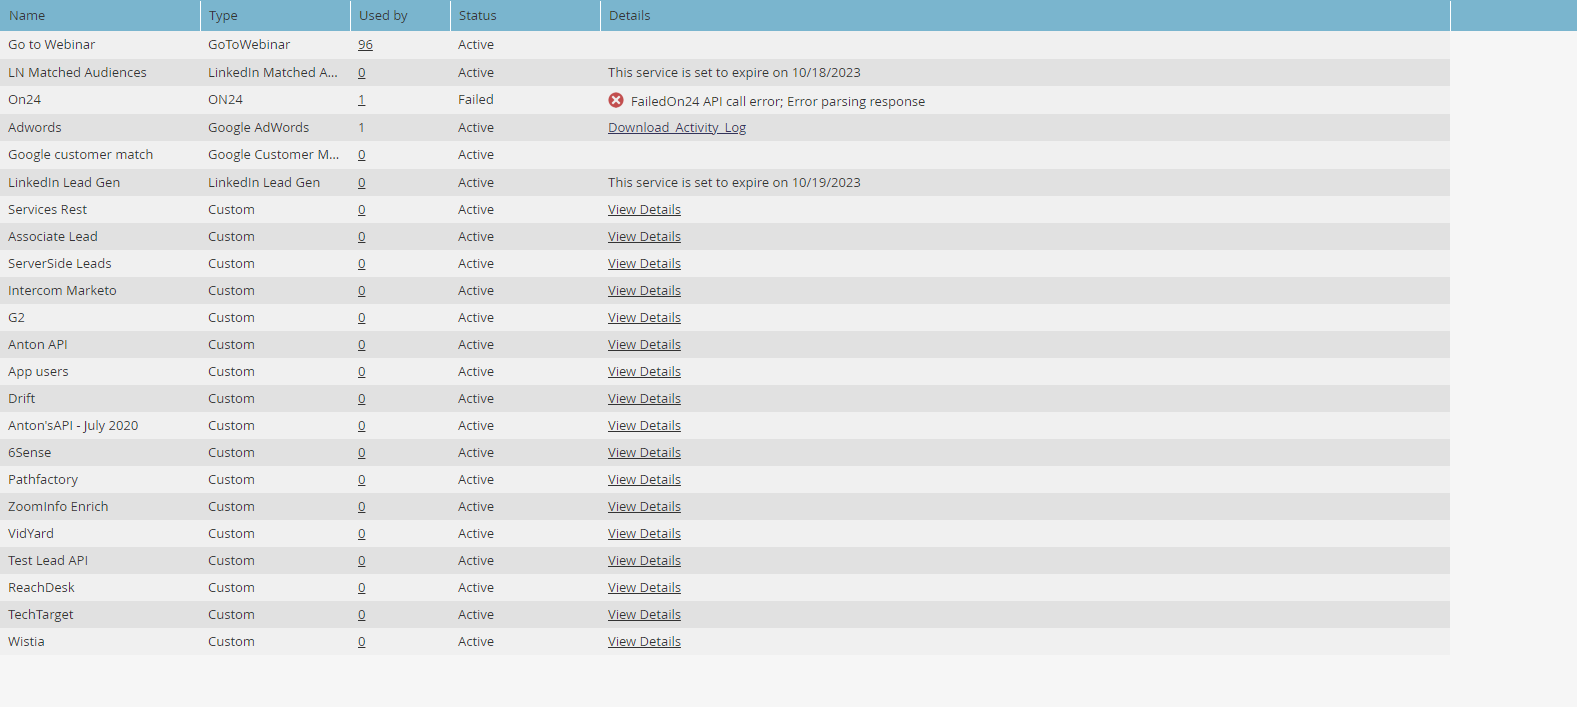 Name Type Used by Status Details
Go to Webinar GoToWebinar 96 Active
LN Matched Audiences LinkedIn Matched A... 0 Active This service is set to expire on 10/18/2023
On24 ON24 1 Failed FailedOn24 API call error; Error parsing response
Adwords Google AdWords 1 Active Download_Activity_Log
Google customer match Google Customer M... 0 Active
LinkedIn Lead Gen LinkedIn Lead Gen 0 Active This service is set to expire on 10/19/2023
Services Rest Custom 0 Active View Details
Associate Lead Custom 0 Active View Details
ServerSide Leads Custom 0 Active View Details
Intercom Marketo Custom 0 Active View Details
G2 Custom 0 Active View Details
Anton API Custom 0 Active View Details
App users Custom 0 Active View Details
Drift Custom 0 Active View Details
Anton'sAPI - July 2020 Custom 0 Active View Details
6Sense Custom 0 Active View Details
Pathfactory Custom 0 Active View Details
ZoomInfo Enrich Custom 0 Active View Details
VidYard Custom 0 Active View Details
Test Lead API Custom 0 Active View Details
ReachDesk Custom 0 Active View Details
TechTarget Custom 0 Active View Details
Wistia Custom 0 Active View Details